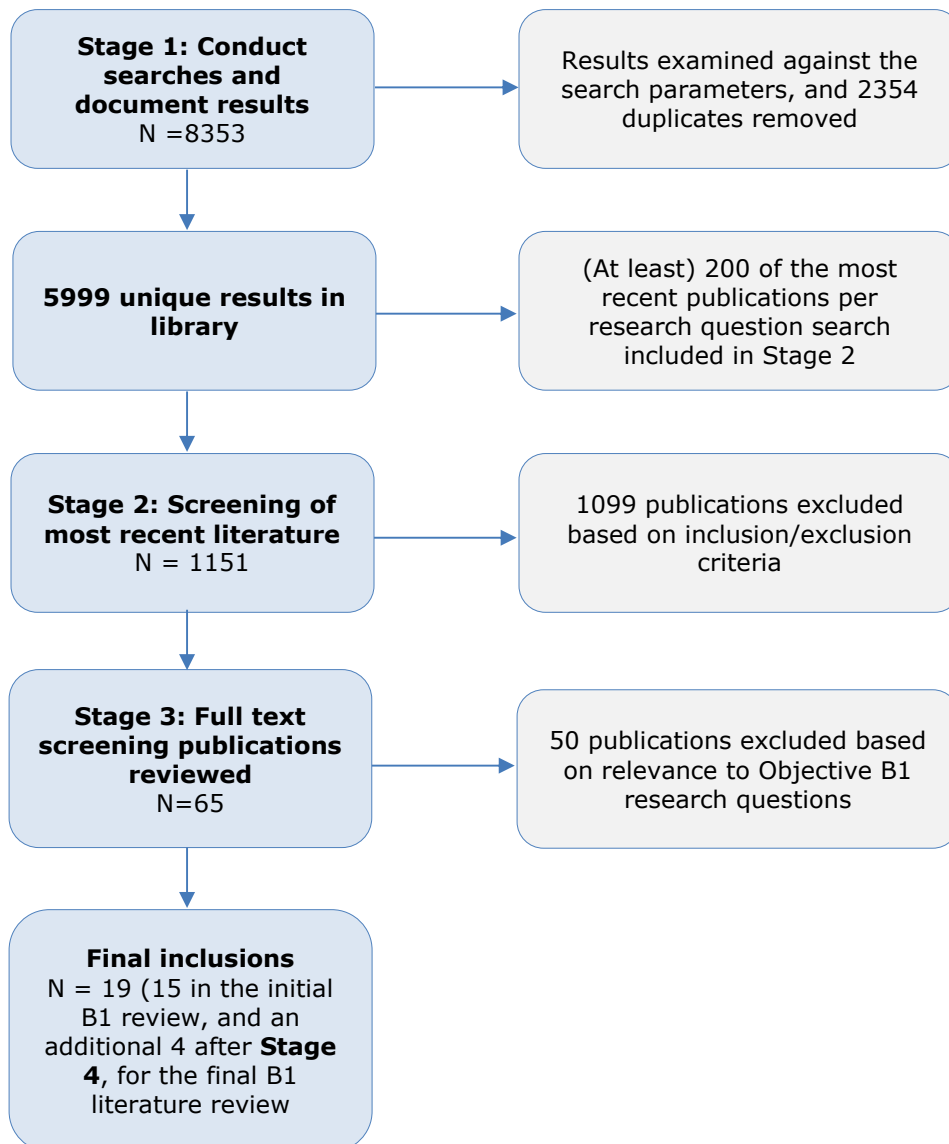 Stage 1: Conduct
searches and
document results
N =8353
Results examined against the
search parameters, and 2354
duplicates removed
5999 unique results in
library
(At least) 200 of the most
recent publications per
research question search
included in Stage 2
Stage 2: Screening of
most recent literature
N = 1151
1099 publications excluded
based on inclusion/exclusion
criteria
Stage 3: Full text
screening publications
reviewed
N=65
50 publications excluded based
on relevance to Objective B1
research questions
Final inclusions
N = 19 (15 in the initial
B1 review, and an
additional 4 after Stage
4, for the final B1
literature review